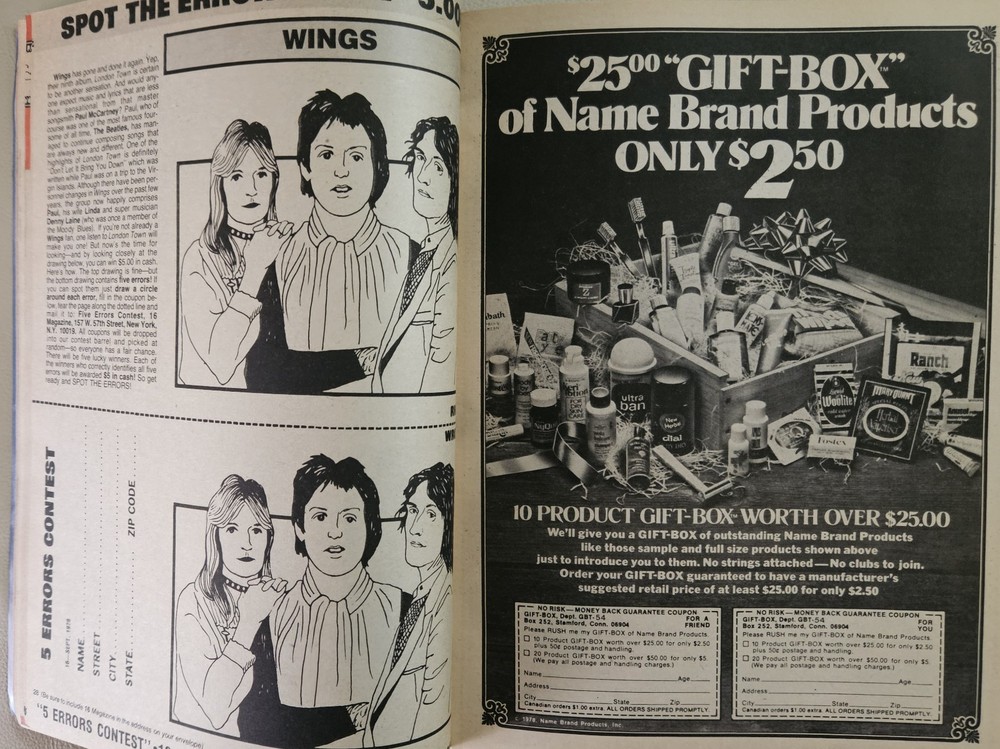 SPOT THE ERRORS
WINGS
Wings has gone and done it again. Yep,
their ninth album, London Town is certain
to be another sensation. And would any-
one expect music and lyrics that are less
than sensational from that master
songsmith Paul McCartney? Paul, who of
course was one of the most famous four-
some of all time, The Beatles, has man-
aged to continue composing songs that
are always new and different. One of the
highlights of London Town is definitely
"Don't Let It Bring You Down" which was
written while Paul was on a trip to the Vir-
gin Islands. Although there have been per-
sonnel changes in Wings over the past few
years, the group now happily comprises
Paul, his wife Linda and super musician
Denny Laine (who was once a member of
the Moody Blues). If you're not already a
Wings fan, one listen to London Town will
make you one! But now's the time for
looking—and by looking closely at the
drawing below, you can win $5.00 in cash.
Here's how. The top drawing is fine—but
the bottom drawing contains five errors! If
you can spot them just draw a circle
around each error, fill in the coupon be-
low, tear the page along the dotted line and
mail it to: Five Errors Contest, 16
Magazine, 157 W. 57th Street, New York,
N.Y. 10019. All coupons will be dropped
into our contest barrel and picked at
random—so everyone has a fair chance.
There will be five lucky winners. Each of
the winners who correctly identifies all five
errors will be awarded $5 in cash! So get
ready and SPOT THE ERRORS!
5 ERRORS CONTEST
16—SEPT. 1978
NAME
STREET
CITY
STATE ZIP CODE
(Be sure to include 16 Magazine in the address on your envelope)
"5 ERRORS CONTEST"
$25⁰⁰ "GIFT-BOX"™
of Name Brand Products
ONLY $2⁵⁰
Ranch
ultra
ban
dial
Woolite
Fostex
10 PRODUCT GIFT-BOX™ WORTH OVER $25.00
We'll give you a GIFT-BOX of outstanding Name Brand Products
like those sample and full size products shown above
just to introduce you to them. No strings attached — No clubs to join.
Order your GIFT-BOX guaranteed to have a manufacturer's
suggested retail price of at least $25.00 for only $2.50
NO RISK — MONEY BACK GUARANTEE COUPON
GIFT-BOX, Dept. GBT-54 FOR A
Box 252, Stamford, Conn. 06904 FRIEND
Please RUSH me my GIFT-BOX of Name Brand Products.
☐ 10 Product GIFT-BOX worth over $25.00 for only $2.50
plus 50¢ postage and handling.
☐ 20 Product GIFT-BOX worth over $50.00 for only $5.
(We pay all postage and handling charges.)
Name Age
Address
City State Zip
Canadian orders $1.00 extra. ALL ORDERS SHIPPED PROMPTLY.
NO RISK — MONEY BACK GUARANTEE COUPON
GIFT-BOX, Dept. GBT-54 FOR
Box 252, Stamford, Conn. 06904 YOU
Please RUSH me my GIFT-BOX of Name Brand Products.
☐ 10 Product GIFT-BOX worth over $25.00 for only $2.50
plus 50¢ postage and handling.
☐ 20 Product GIFT-BOX worth over $50.00 for only $5.
(We pay all postage and handling charges.)
Name Age
Address
City State Zip
Canadian orders $1.00 extra. ALL ORDERS SHIPPED PROMPTLY.
© 1978, Name Brand Products, Inc.